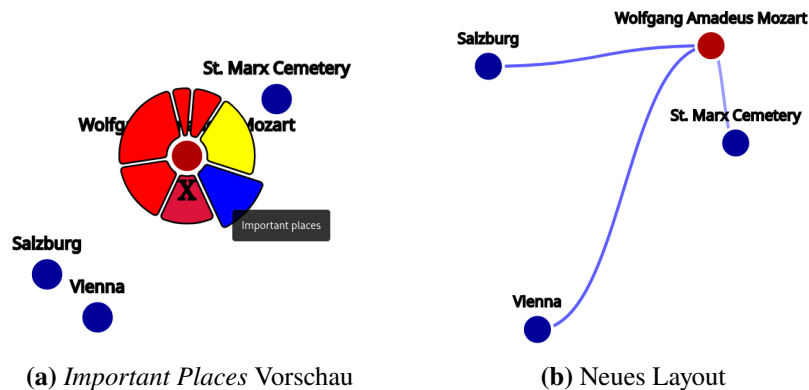 St. Marx Cemetery
Wolfg Mozart
X
Important places
Salzburg
Vienna
(a) Important Places Vorschau
Wolfgang Amadeus Mozart
Salzburg
St. Marx Cemetery
Vienna
(b) Neues Layout